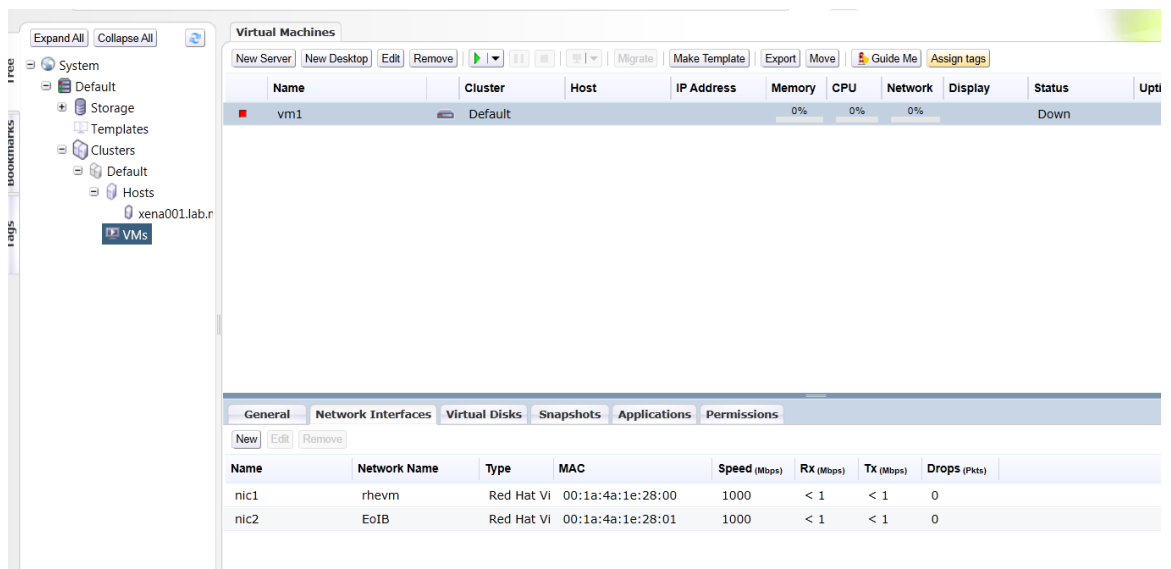 Expand All Collapse All
Tree
Bookmarks
Tags
System
Default
Storage
Templates
Clusters
Default
Hosts
xena001.lab.r
VMs
Virtual Machines
New Server New Desktop Edit Remove Migrate Make Template Export Move Guide Me Assign tags
Name Cluster Host IP Address Memory CPU Network Display Status Upti
vm1 Default 0% 0% 0% Down
General Network Interfaces Virtual Disks Snapshots Applications Permissions
New Edit Remove
Name Network Name Type MAC Speed (Mbps) Rx (Mbps) Tx (Mbps) Drops (Pkts)
nic1 rhevm Red Hat Vi 00:1a:4a:1e:28:00 1000 < 1 < 1 0
nic2 EoIB Red Hat Vi 00:1a:4a:1e:28:01 1000 < 1 < 1 0